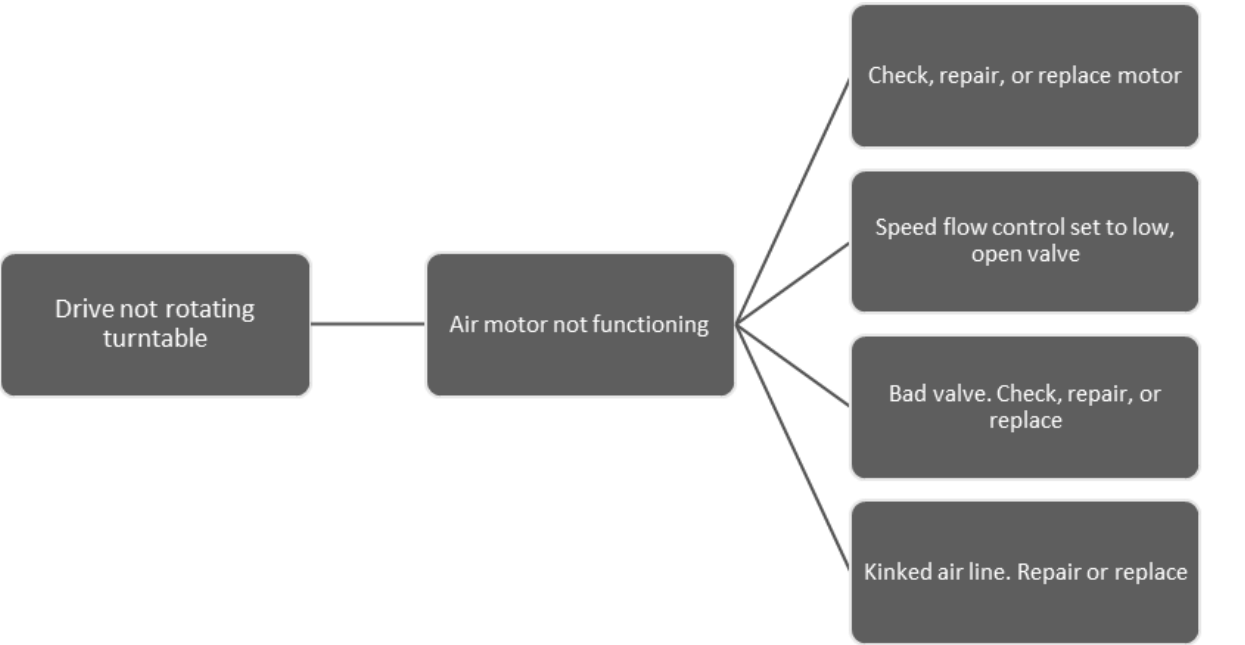 Check, repair, or replace motor
Speed flow control set to low,
open valve
Drive not rotating
turntable
Air motor not functioning
Bad valve. Check, repair, or
replace
Kinked air line. Repair or replace